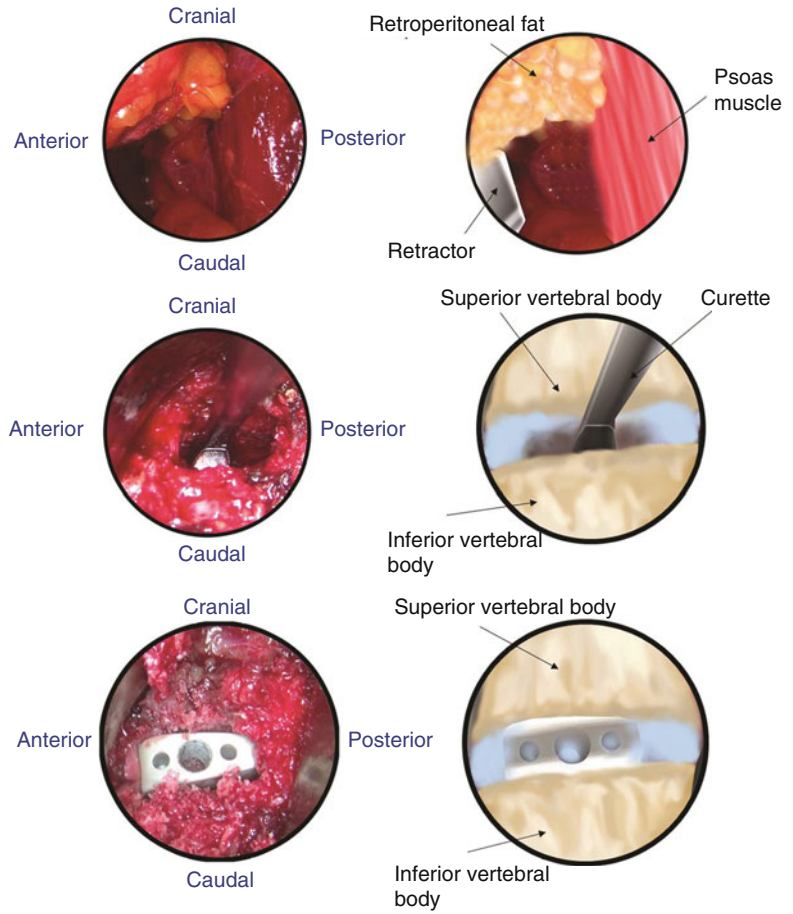 Cranial
Retroperitoneal fat
Psoas
muscle
Anterior
Posterior
Retractor
Caudal
Cranial
Superior vertebral body
Curette
Anterior
Posterior
Inferior vertebral
body
Caudal
Cranial
Superior vertebral body
Anterior
Posterior
Inferior vertebral
body
Caudal